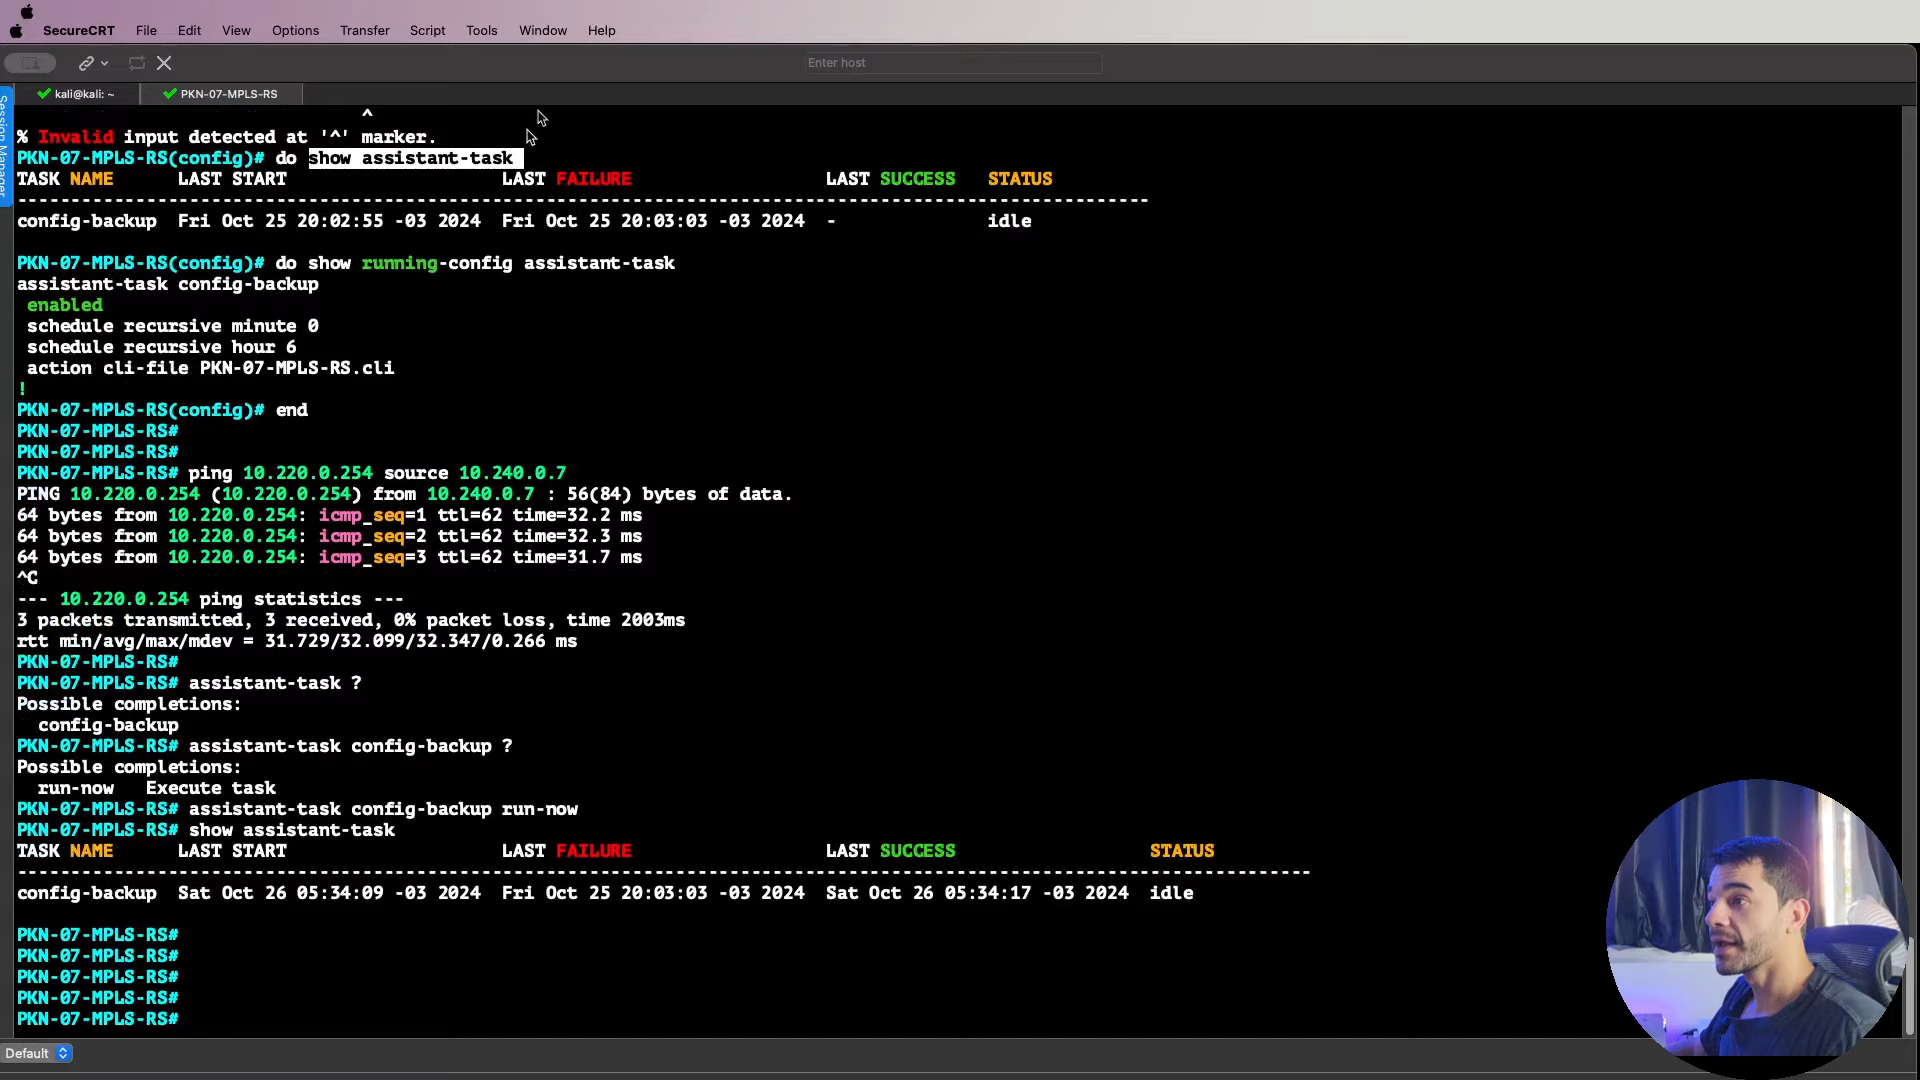 SecureCRT File Edit View Options Transfer Script Tools Window Help
Enter host
kali@kali: ~ PKN-07-MPLS-RS
Session Manager
^
% Invalid input detected at '^' marker.
PKN-07-MPLS-RS(config)# do show assistant-task
TASK NAME LAST START LAST FAILURE LAST SUCCESS STATUS
---------------------------------------------------------------------------------------------------------
config-backup Fri Oct 25 20:02:55 -03 2024 Fri Oct 25 20:03:03 -03 2024 - idle
PKN-07-MPLS-RS(config)# do show running-config assistant-task
assistant-task config-backup
enabled
schedule recursive minute 0
schedule recursive hour 6
action cli-file PKN-07-MPLS-RS.cli
!
PKN-07-MPLS-RS(config)# end
PKN-07-MPLS-RS#
PKN-07-MPLS-RS#
PKN-07-MPLS-RS# ping 10.220.0.254 source 10.240.0.7
PING 10.220.0.254 (10.220.0.254) from 10.240.0.7 : 56(84) bytes of data.
64 bytes from 10.220.0.254: icmp_seq=1 ttl=62 time=32.2 ms
64 bytes from 10.220.0.254: icmp_seq=2 ttl=62 time=32.3 ms
64 bytes from 10.220.0.254: icmp_seq=3 ttl=62 time=31.7 ms
^C
--- 10.220.0.254 ping statistics ---
3 packets transmitted, 3 received, 0% packet loss, time 2003ms
rtt min/avg/max/mdev = 31.729/32.099/32.347/0.266 ms
PKN-07-MPLS-RS#
PKN-07-MPLS-RS# assistant-task ?
Possible completions:
config-backup
PKN-07-MPLS-RS# assistant-task config-backup ?
Possible completions:
run-now Execute task
PKN-07-MPLS-RS# assistant-task config-backup run-now
PKN-07-MPLS-RS# show assistant-task
TASK NAME LAST START LAST FAILURE LAST SUCCESS STATUS
------------------------------------------------------------------------------------------------------------------------
config-backup Sat Oct 26 05:34:09 -03 2024 Fri Oct 25 20:03:03 -03 2024 Sat Oct 26 05:34:17 -03 2024 idle
PKN-07-MPLS-RS#
PKN-07-MPLS-RS#
PKN-07-MPLS-RS#
PKN-07-MPLS-RS#
PKN-07-MPLS-RS#
Default